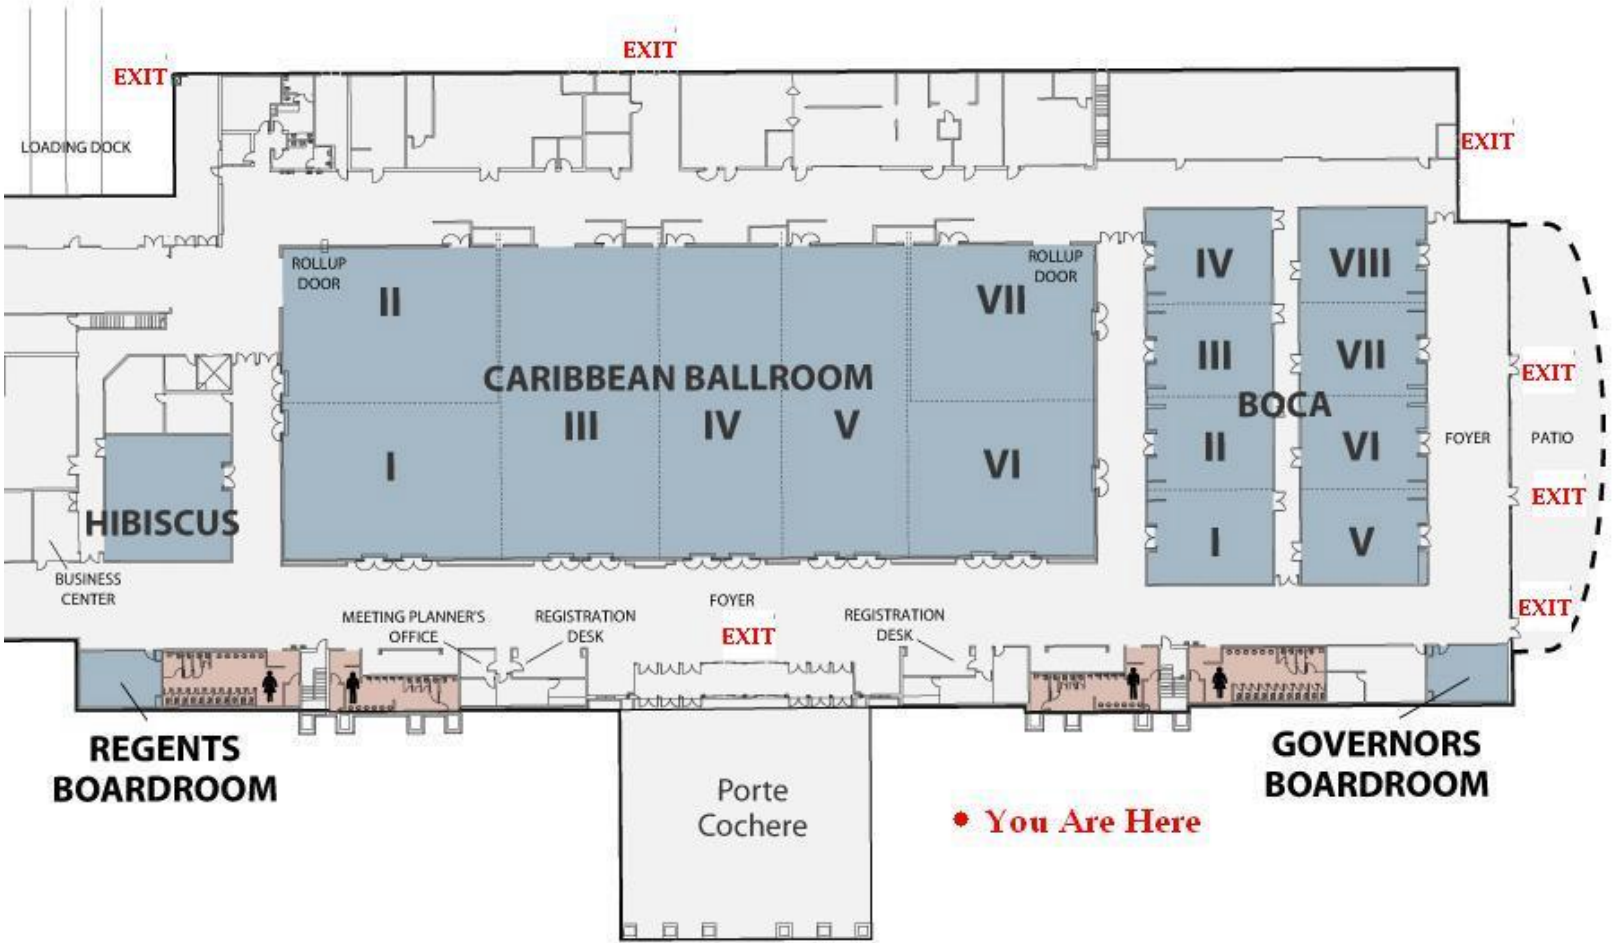 EXIT
EXIT
LOADING DOCK
EXIT
ROLLUP
DOOR
II
ROLLUP
DOOR
VII
IV
VIII
III
VII
CARIBBEAN BALLROOM
BOCA
EXIT
I
III
IV
V
VI
II
VI
FOYER
PATIO
EXIT
HIBISCUS
I
V
BUSINESS
CENTER
MEETING PLANNER'S
OFFICE
REGISTRATION
DESK
FOYER
EXIT
REGISTRATION
DESK
EXIT
REGENTS
BOARDROOM
GOVERNORS
BOARDROOM
Porte
Cochere
You Are Here